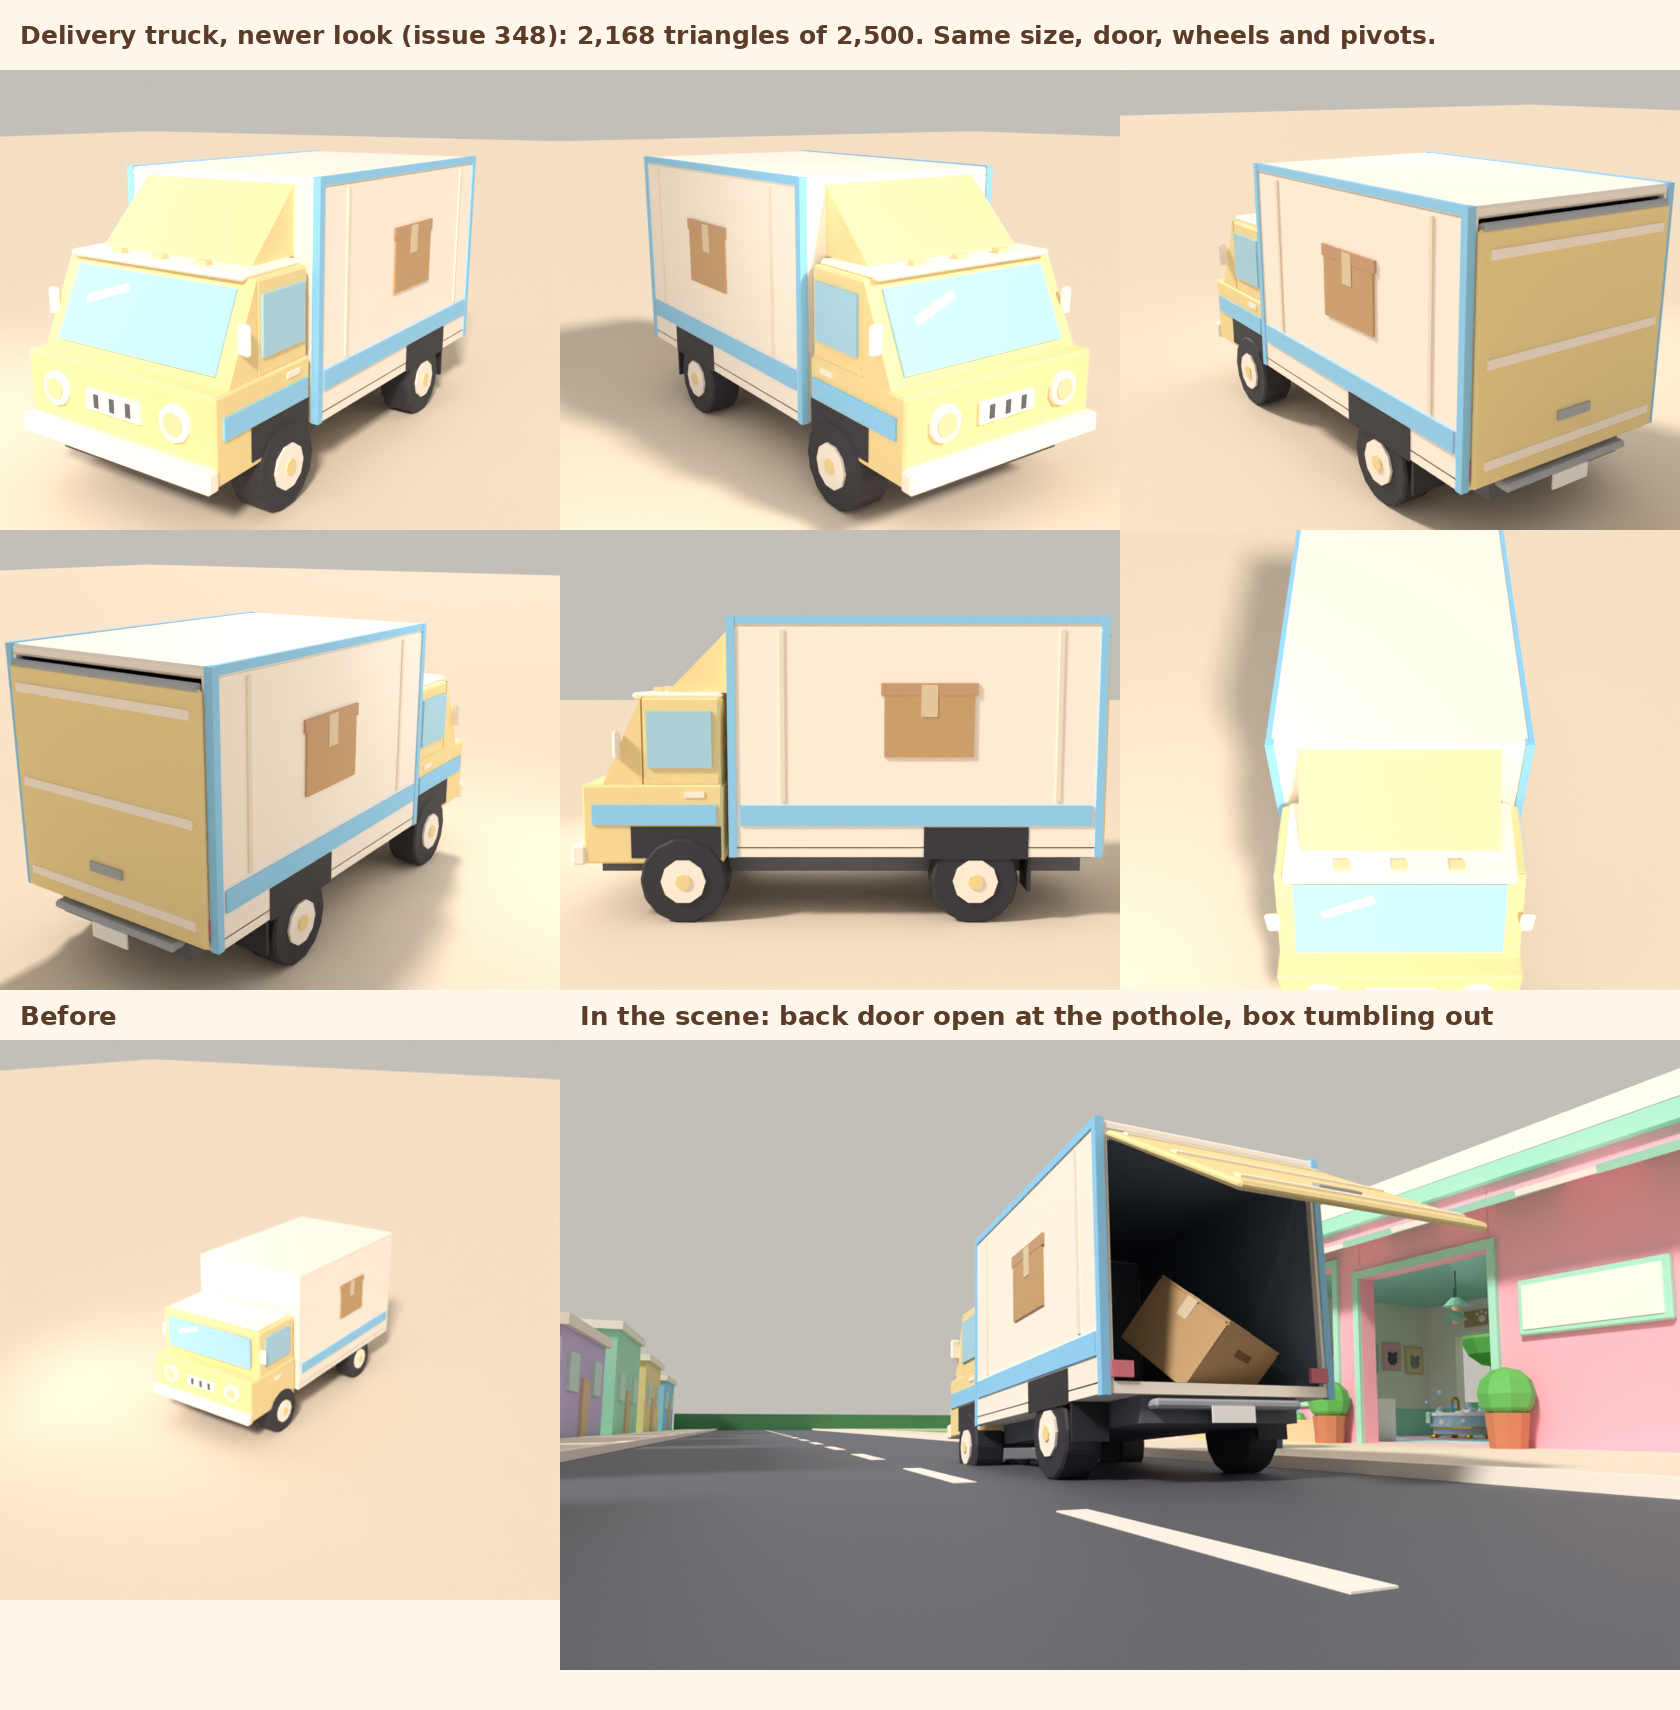 Delivery truck, newer look (issue 348): 2,168 triangles of 2,500. Same size, door, wheels and pivots.
Before
In the scene: back door open at the pothole, box tumbling out